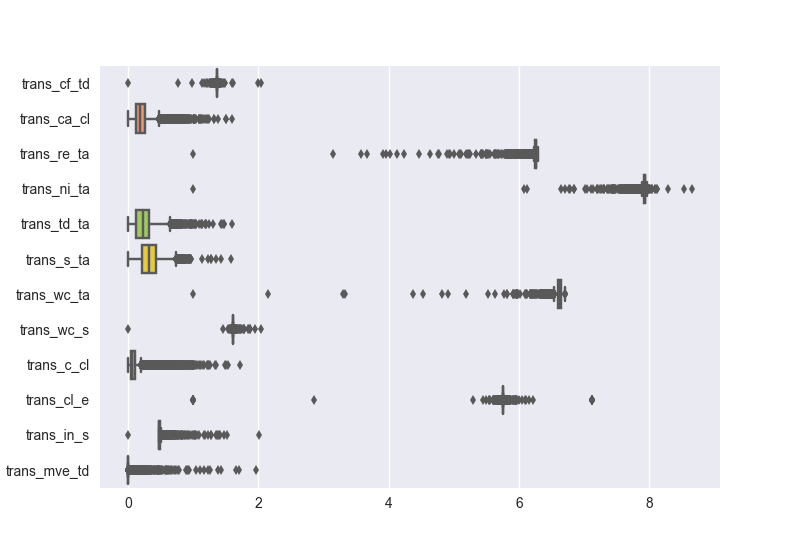 trans_cf_td
trans_ca_cl
trans_re_ta
trans_ni_ta
trans_td_ta
trans_s_ta
trans_wc_ta
trans_wc_s
trans_c_cl
trans_cl_e
trans_in_s
trans_mve_td
0 2 4 6 8